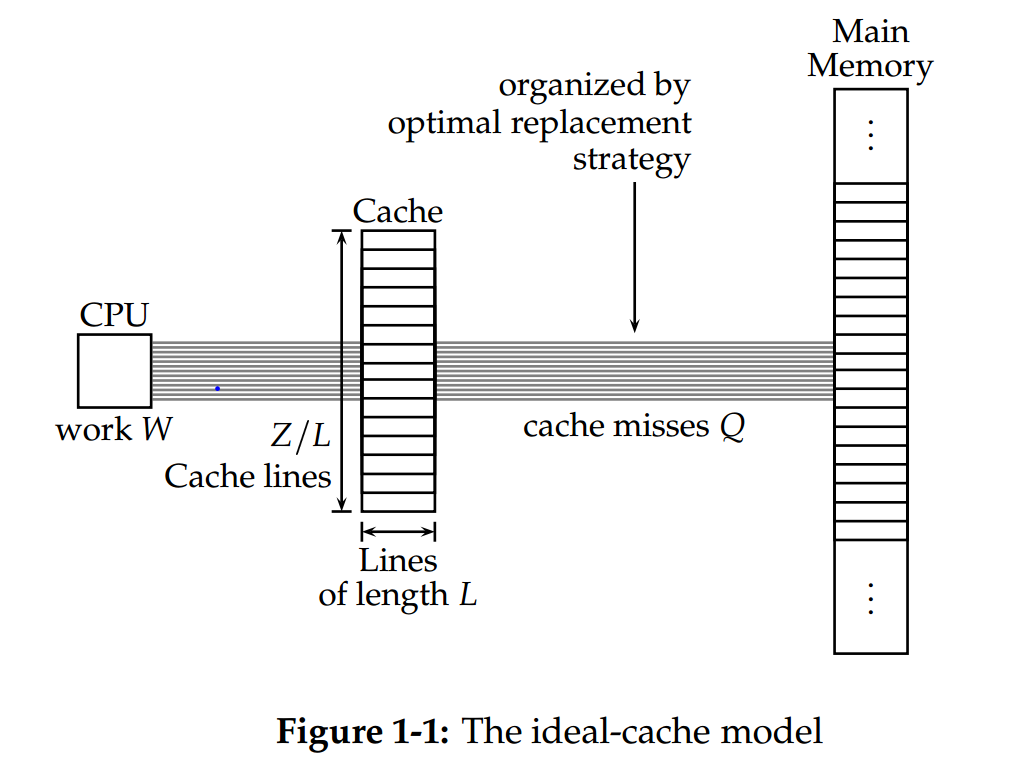 Main
Memory
organized by
optimal replacement
strategy
⋮
Cache
CPU
work W
Z/L
Cache lines
cache misses Q
Lines
of length L
⋮
Figure 1-1: The ideal-cache model